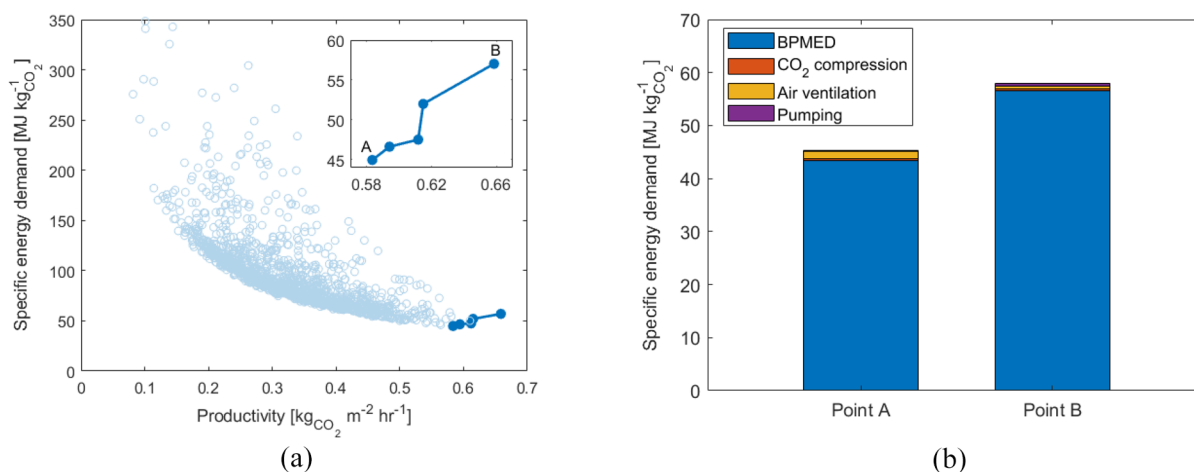 350
300
250
200
150
100
50
0
Specific energy demand [MJ kg⁻¹CO₂]
0 0.1 0.2 0.3 0.4 0.5 0.6 0.7
Productivity [kgCO₂ m⁻² hr⁻¹]
60
55
50
45
0.58 0.62 0.66
A
B
(a)
70
60
50
40
30
20
10
0
Specific energy demand [MJ kg⁻¹CO₂]
BPMED
CO₂ compression
Air ventilation
Pumping
Point A Point B
(b)